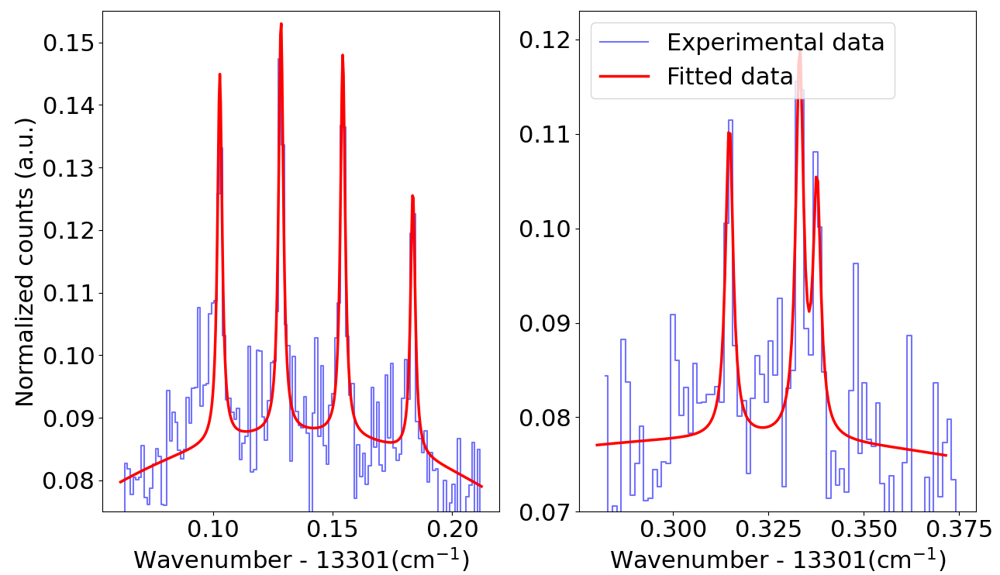 Normalized counts (a.u.)
0.15
0.14
0.13
0.12
0.11
0.10
0.09
0.08
0.10 0.15 0.20
Wavenumber - 13301(cm⁻¹)
Experimental data
Fitted data
0.12
0.11
0.10
0.09
0.08
0.07
0.300 0.325 0.350 0.375
Wavenumber - 13301(cm⁻¹)